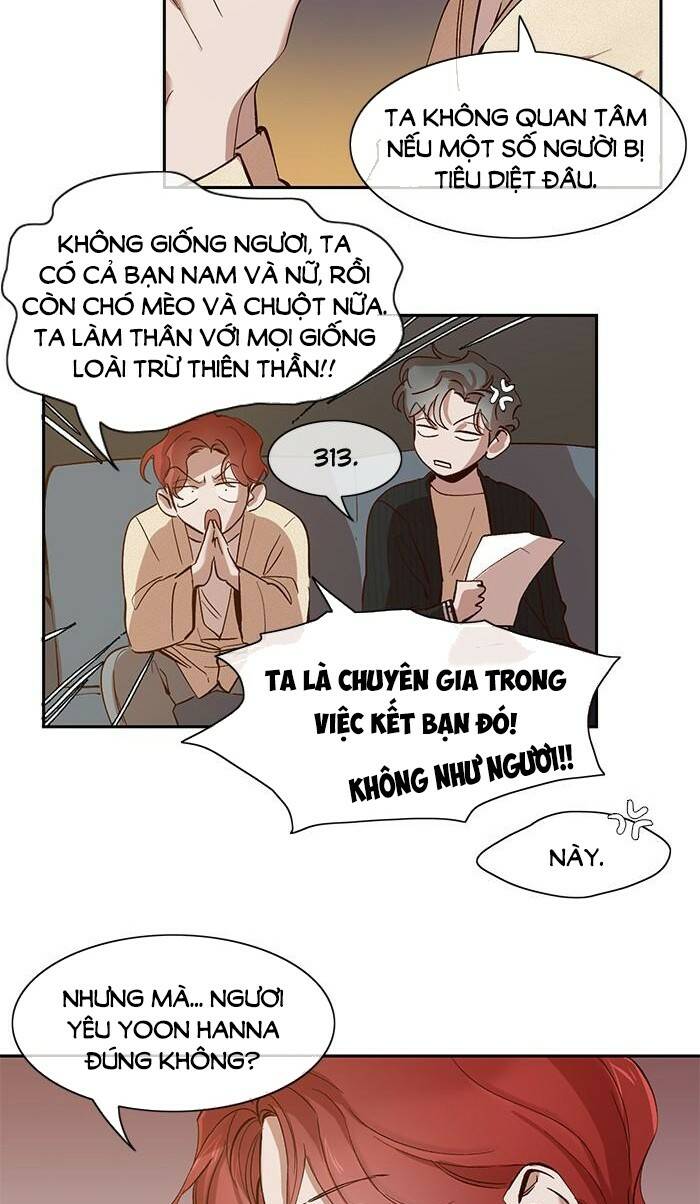 TA KHÔNG QUAN TÂM
NẾU MỘT SỐ NGƯỜI BỊ
TIÊU DIỆT ĐÂU.
KHÔNG GIỐNG NGƯƠI, TA
CÓ CẢ BẠN NAM VÀ NỮ, RỒI
CÒN CHÓ MÈO VÀ CHUỘT NỮA.
TA LÀM THÂN VỚI MỌI GIỐNG
LOÀI TRỪ THIÊN THẦN!!
313.
TA LÀ CHUYÊN GIA TRONG
VIỆC KẾT BẠN ĐÓ!
KHÔNG NHƯ NGƯƠI!!
NÀY.
NHƯNG MÀ... NGƯƠI
YÊU YOON HANNA
ĐÚNG KHÔNG?